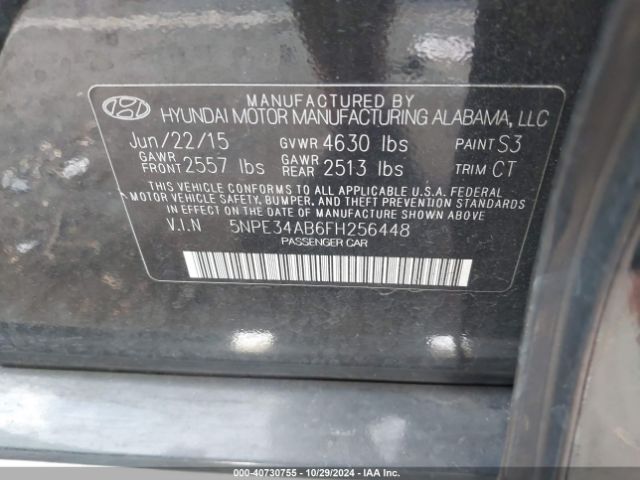 MANUFACTURED BY
HYUNDAI MOTOR MANUFACTURING ALABAMA, LLC
Jun/22/15 GVWR 4630 lbs PAINT S3
GAWR FRONT 2557 lbs GAWR REAR 2513 lbs TRIM CT
THIS VEHICLE CONFORMS TO ALL APPLICABLE U.S.A. FEDERAL
MOTOR VEHICLE SAFETY, BUMPER, AND THEFT PREVENTION STANDARDS
IN EFFECT ON THE DATE OF MANUFACTURE SHOWN ABOVE.
V.I.N 5NPE34AB6FH256448
PASSENGER CAR
0-40730755 - 10/29/2024 - IAA Inc.